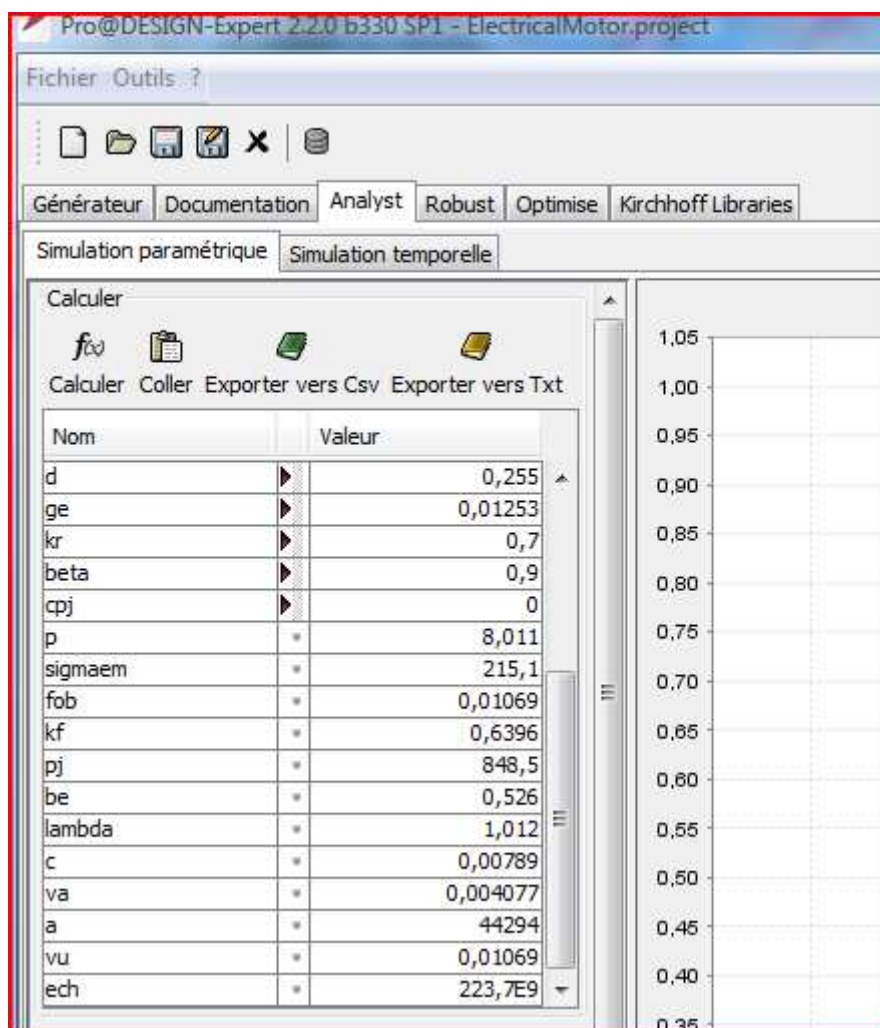 Pro@DESIGN-Expert 2.2.0 b330 SP1 - ElectricalMotor.project
Fichier Outils ?
Générateur Documentation Analyst Robust Optimise Kirchhoff Libraries
Simulation paramétrique Simulation temporelle
Calculer
f(x)
Calculer Coller Exporter vers Csv Exporter vers Txt
Nom Valeur
d 0,255
ge 0,01253
kr 0,7
beta 0,9
cpj 0
p 8,011
sigmaem 215,1
fob 0,01069
kf 0,6396
pj 848,5
be 0,526
lambda 1,012
c 0,00789
va 0,004077
a 44294
vu 0,01069
ech 223,7E9
1,05
1,00
0,95
0,90
0,85
0,80
0,75
0,70
0,65
0,60
0,55
0,50
0,45
0,40
0,35